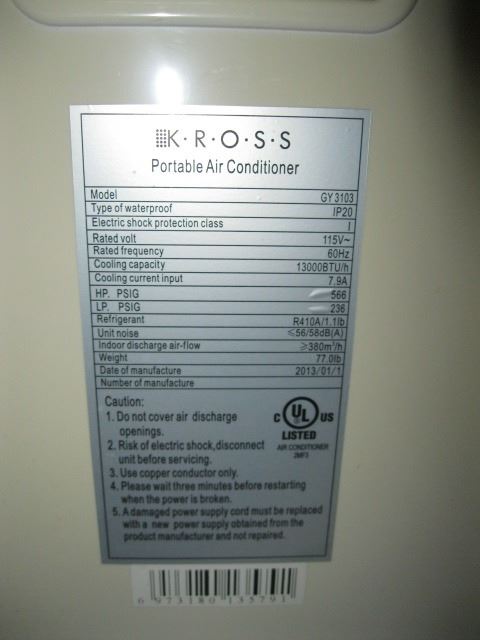 K·R·O·S·S
Portable Air Conditioner
Model GY3103
Type of waterproof IP20
Electric shock protection class I
Rated volt 115V~
Rated frequency 60Hz
Cooling capacity 13000BTU/h
Cooling current input 7.9A
HP. PSIG 566
LP. PSIG 236
Refrigerant R410A/1.1lb
Unit noise ≤56/58dB(A)
Indoor discharge air-flow ≥380m³/h
Weight 77.0lb
Date of manufacture 2013/01/1
Number of manufacture
Caution:
1. Do not cover air discharge
openings.
2. Risk of electric shock,disconnect
unit before servicing.
3. Use copper conductor only.
4. Please wait three minutes before restarting
when the power is broken.
5. A damaged power supply cord must be replaced
with a new power supply obtained from the
product manufacturer and not repaired.
C UL US
LISTED
AIR CONDITIONER
2MF3
6 973180 135791